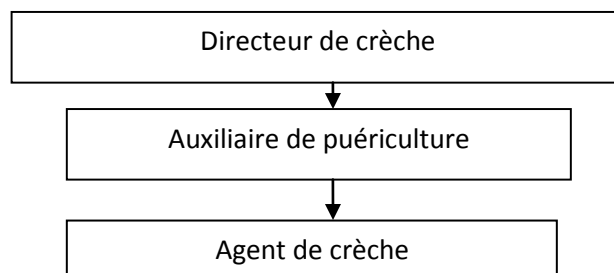 Directeur de crèche
Auxiliaire de puériculture
Agent de crèche